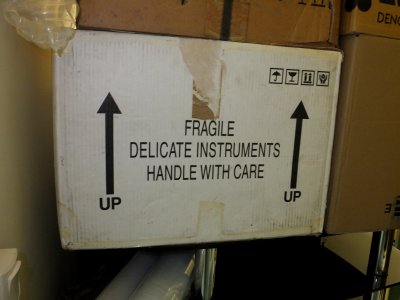 FRAGILE
DELICATE INSTRUMENTS
HANDLE WITH CARE
UP
UP